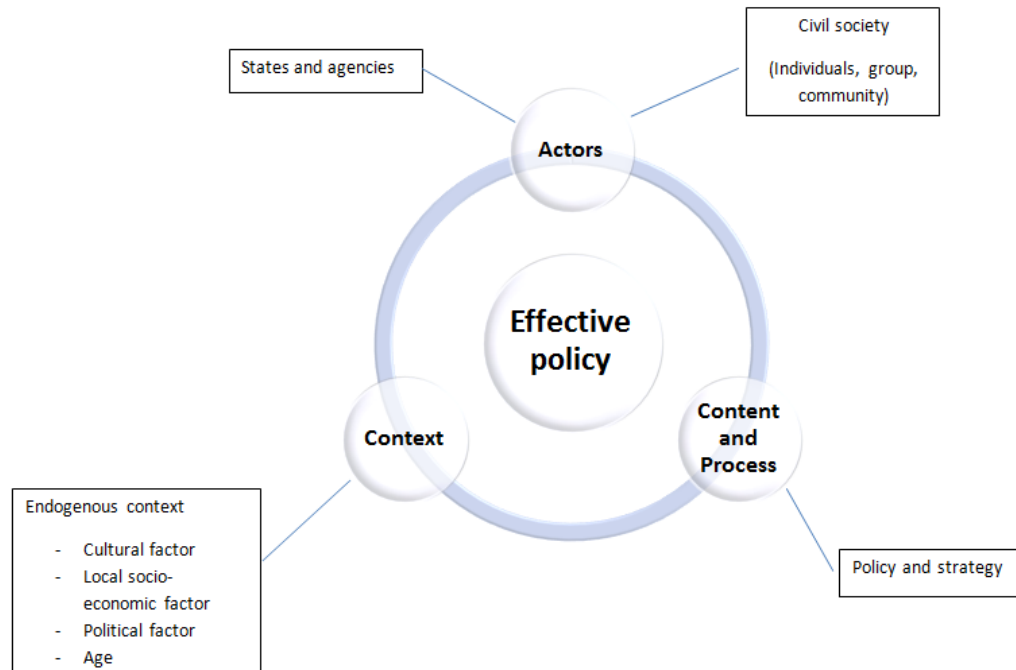 Civil society
(Individuals, group,
community)
States and agencies
Actors
Effective
policy
Context
Content
and
Process
Endogenous context
- Cultural factor
- Local socio-
economic factor
- Political factor
- Age
Policy and strategy